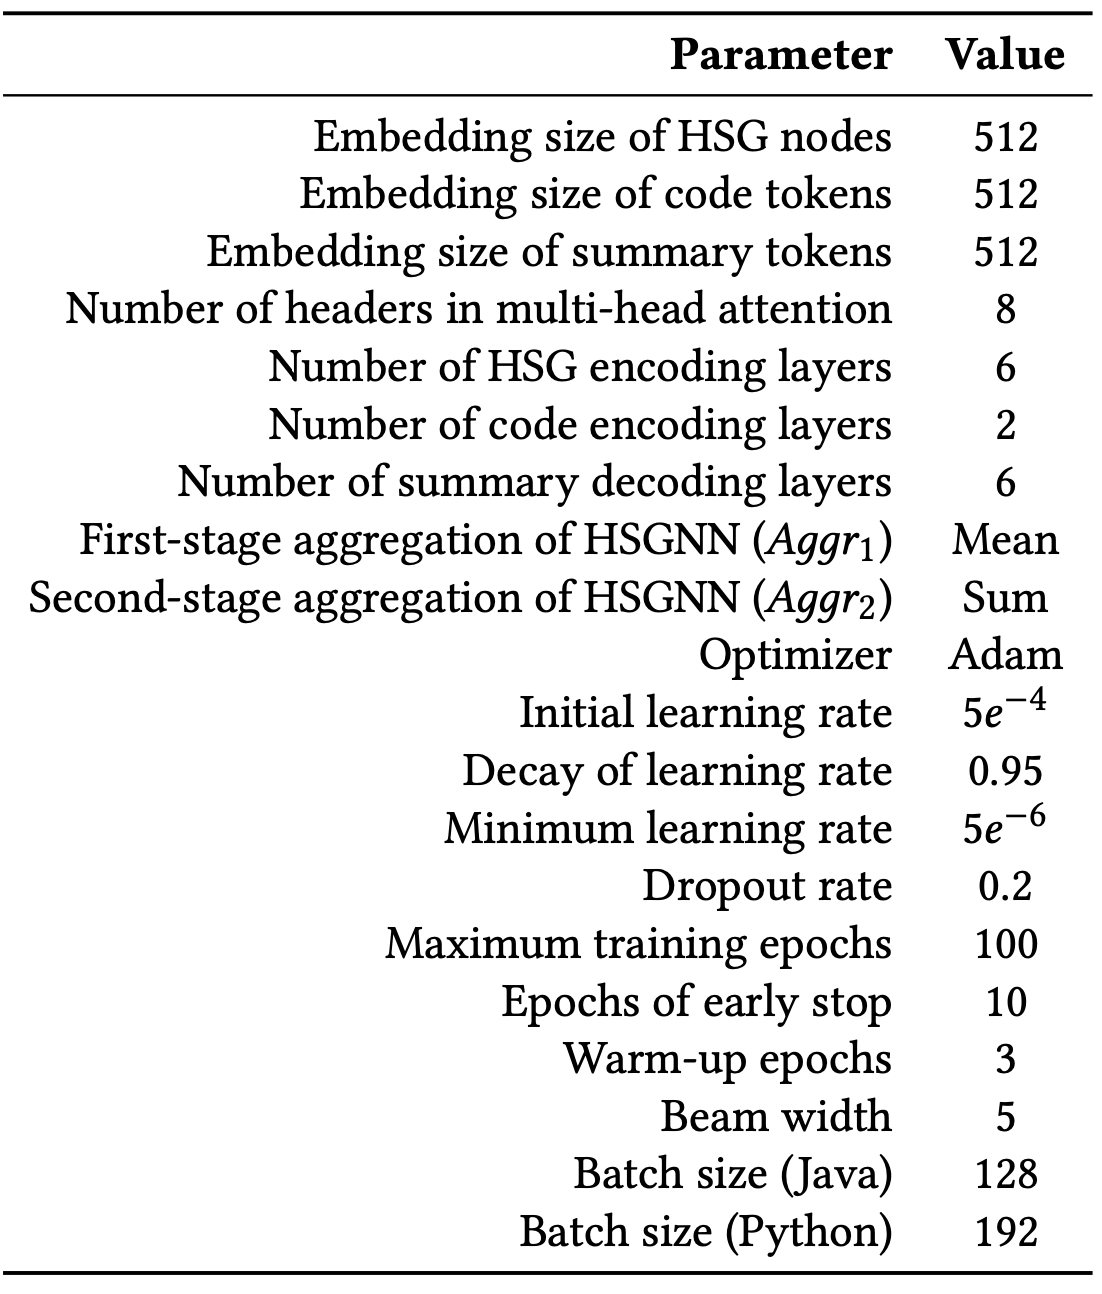 Parameter Value
Embedding size of HSG nodes 512
Embedding size of code tokens 512
Embedding size of summary tokens 512
Number of headers in multi-head attention 8
Number of HSG encoding layers 6
Number of code encoding layers 2
Number of summary decoding layers 6
First-stage aggregation of HSGNN (Aggr₁) Mean
Second-stage aggregation of HSGNN (Aggr₂) Sum
Optimizer Adam
Initial learning rate 5e⁻⁴
Decay of learning rate 0.95
Minimum learning rate 5e⁻⁶
Dropout rate 0.2
Maximum training epochs 100
Epochs of early stop 10
Warm-up epochs 3
Beam width 5
Batch size (Java) 128
Batch size (Python) 192